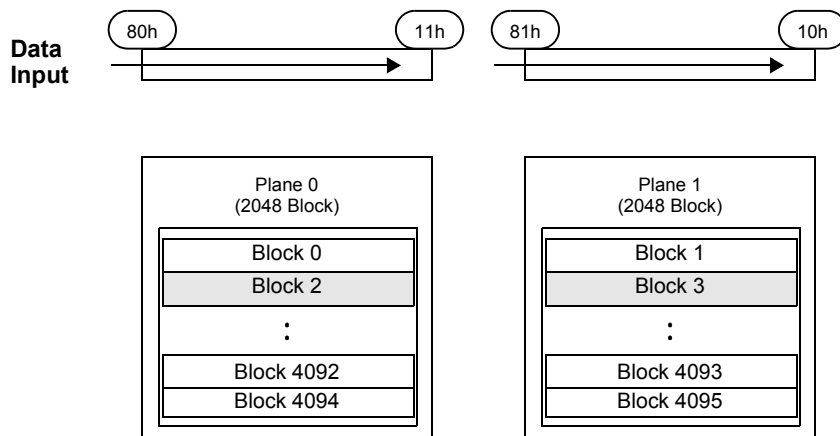 80h 11h 81h 10h
Data
Input
Plane 0
(2048 Block)
Block 0
Block 2
:
Block 4092
Block 4094
Plane 1
(2048 Block)
Block 1
Block 3
:
Block 4093
Block 4095